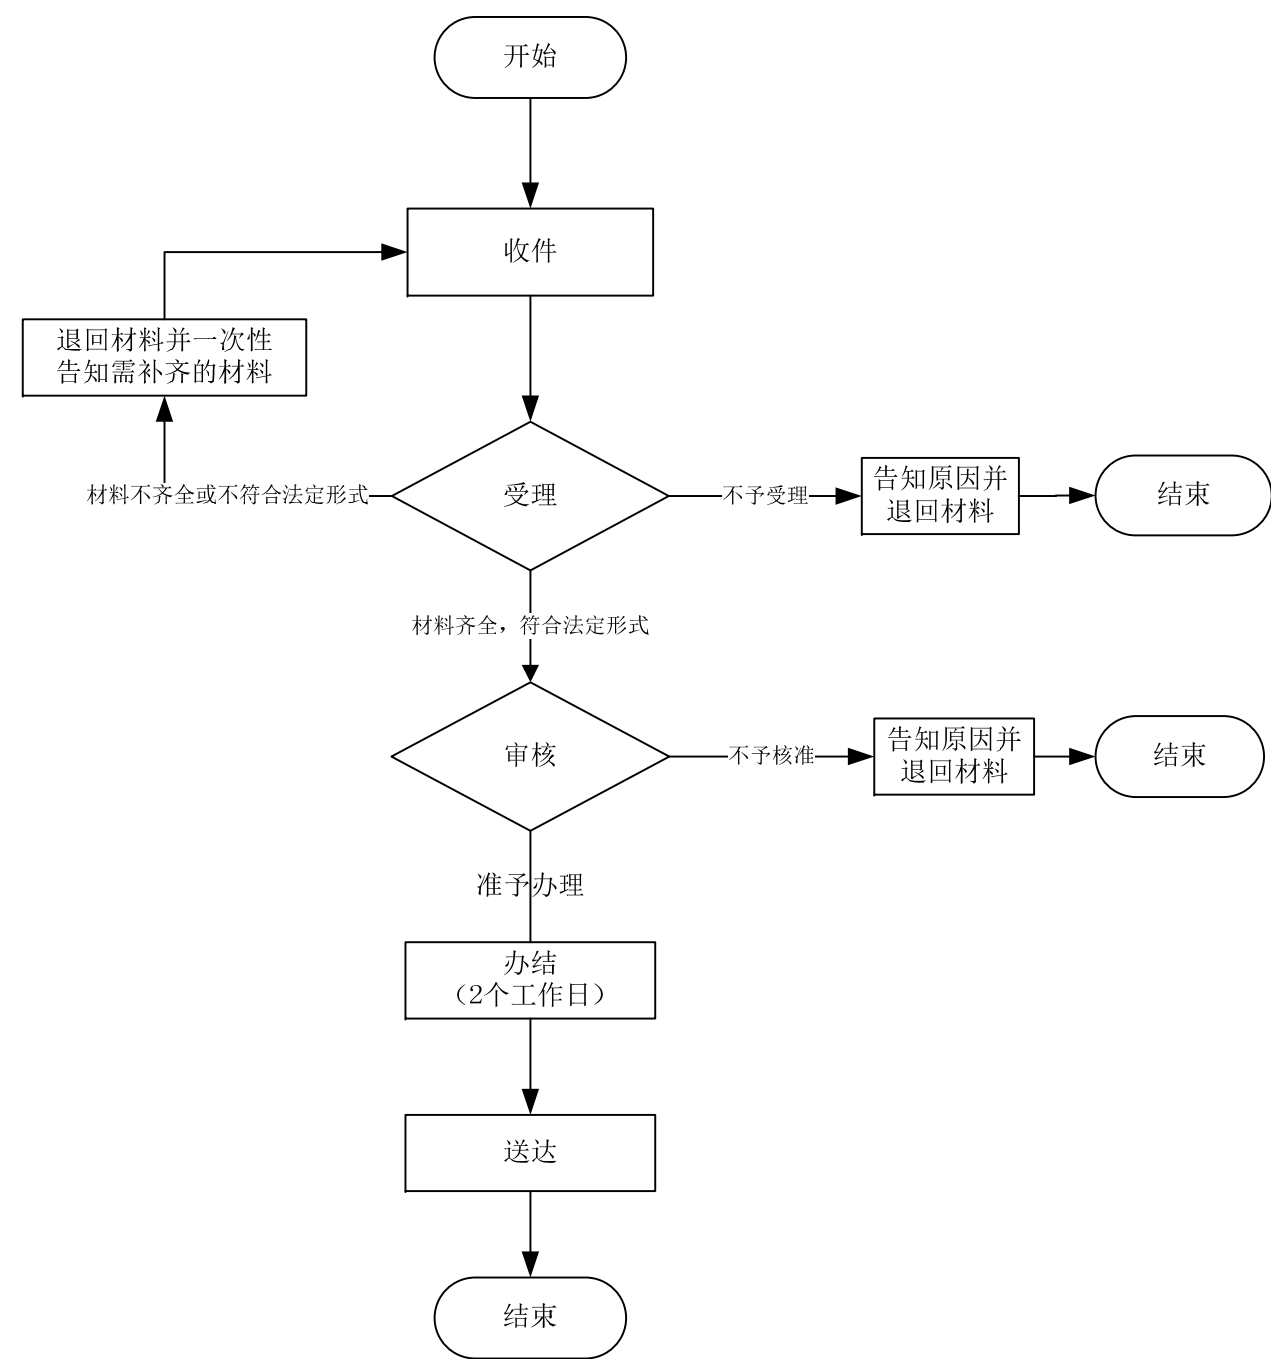 开始
收件
退回材料并一次性
告知需补齐的材料
材料不齐全或不符合法定形式
受理
不予受理
告知原因并
退回材料
结束
材料齐全，符合法定形式
审核
不予核准
告知原因并
退回材料
结束
准予办理
办结
（2个工作日）
送达
结束